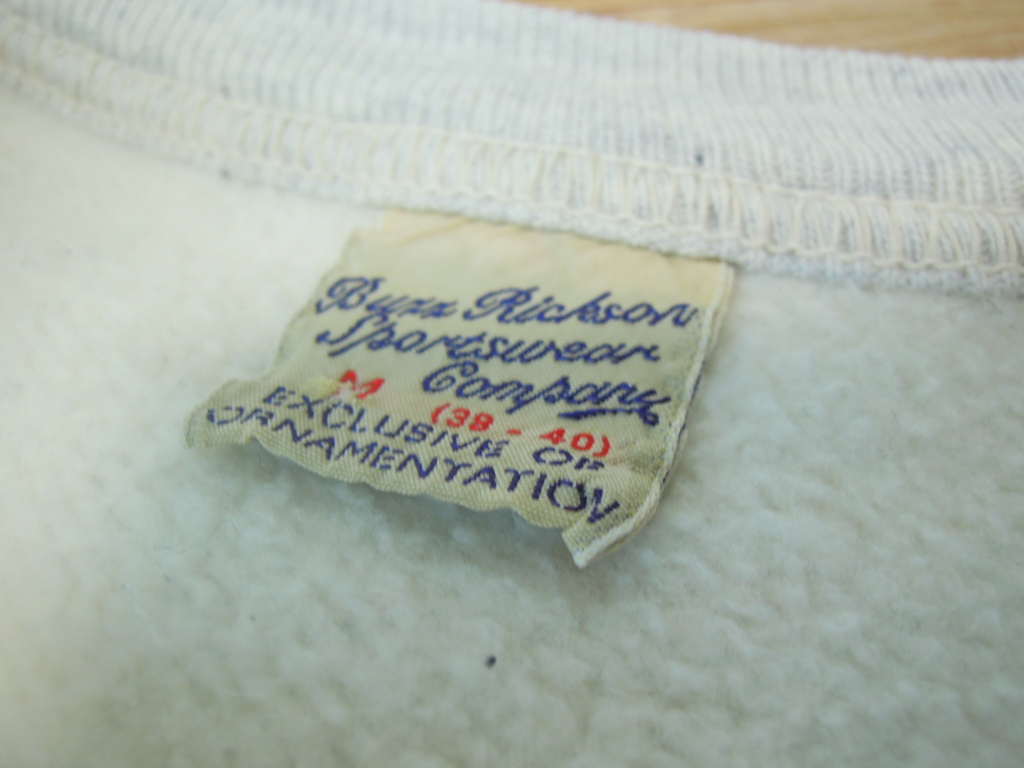 Buzz Rickson
Sportswear
Company
M (38 - 40)
EXCLUSIVE OF
ORNAMENTATION